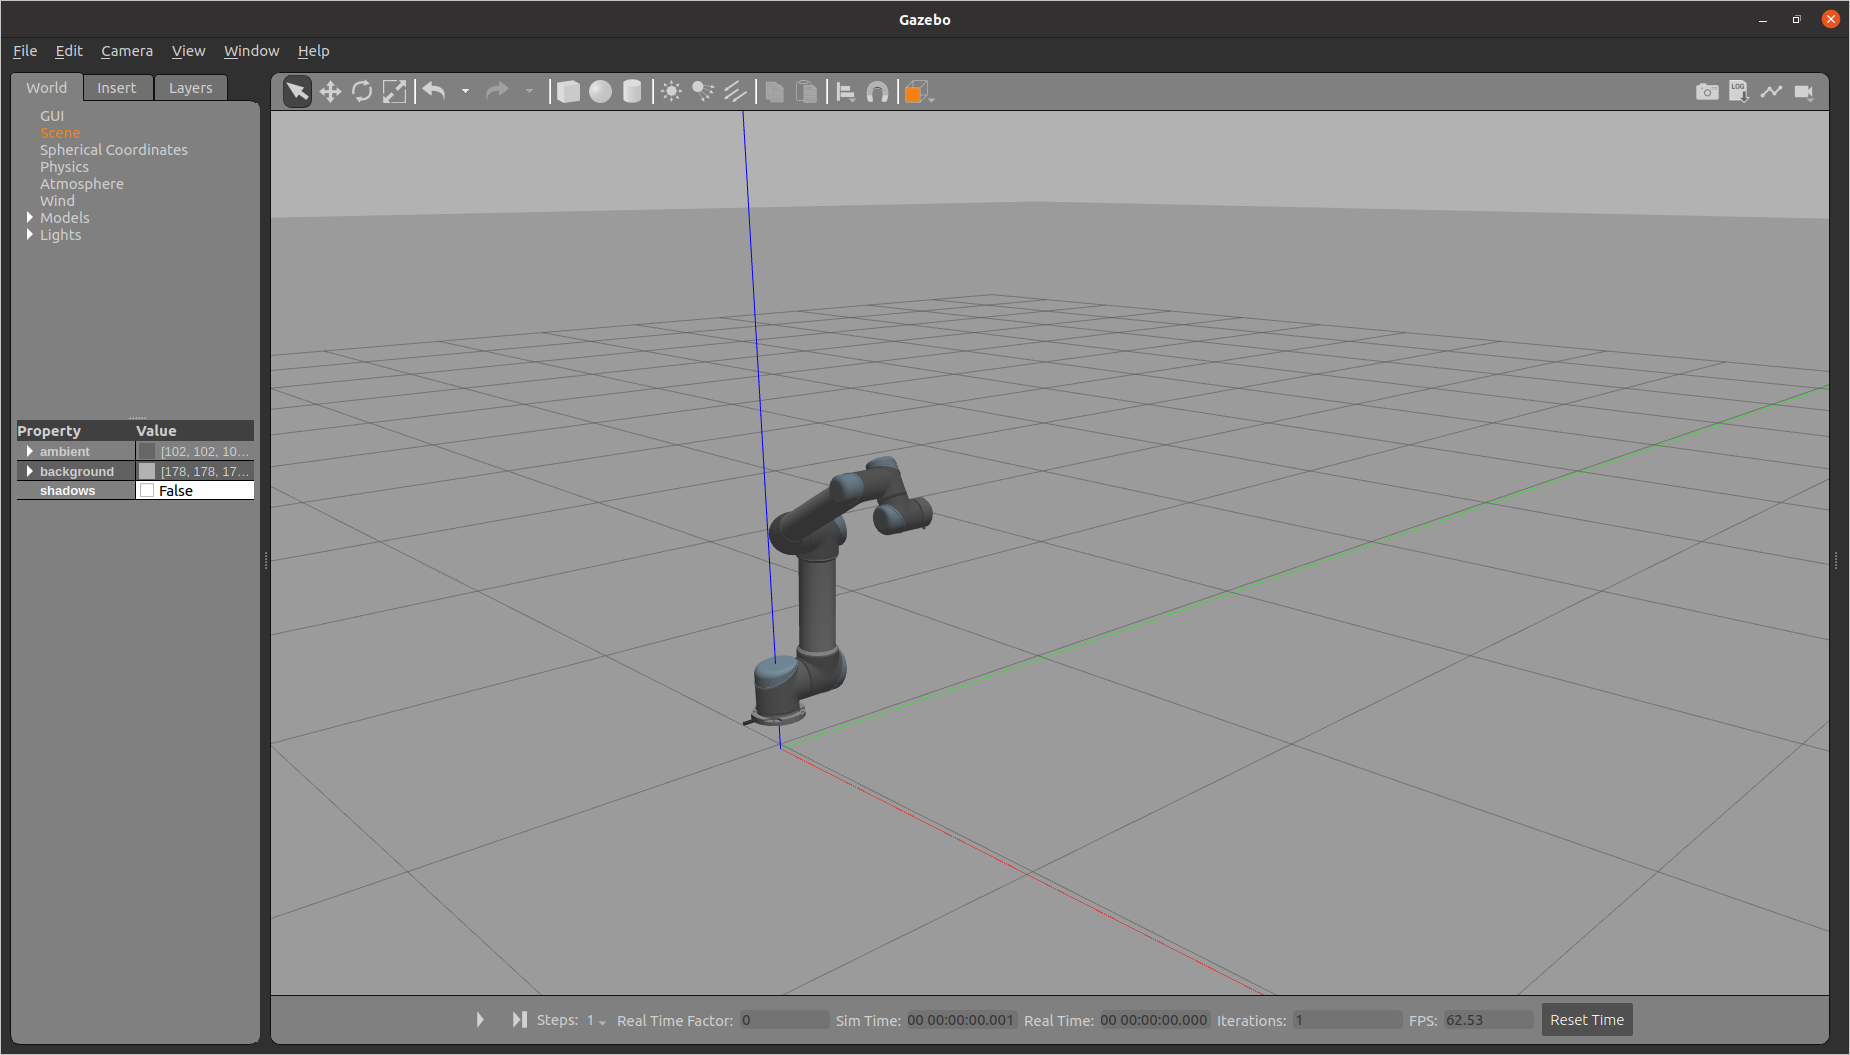 Gazebo
File Edit Camera View Window Help
World Insert Layers
LOG
GUI
Scene
Spherical Coordinates
Physics
Atmosphere
Wind
Models
Lights
Property Value
ambient [102, 102, 10...
background [178, 178, 17...
shadows False
Steps: 1 Real Time Factor: 0 Sim Time: 00 00:00:00.001 Real Time: 00 00:00:00.000 Iterations: 1 FPS: 62.53 Reset Time